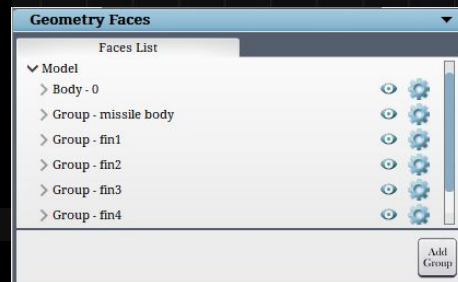 Geometry Faces
Faces List
Model
Body - 0
Group - missile body
Group - fin1
Group - fin2
Group - fin3
Group - fin4
Add
Group